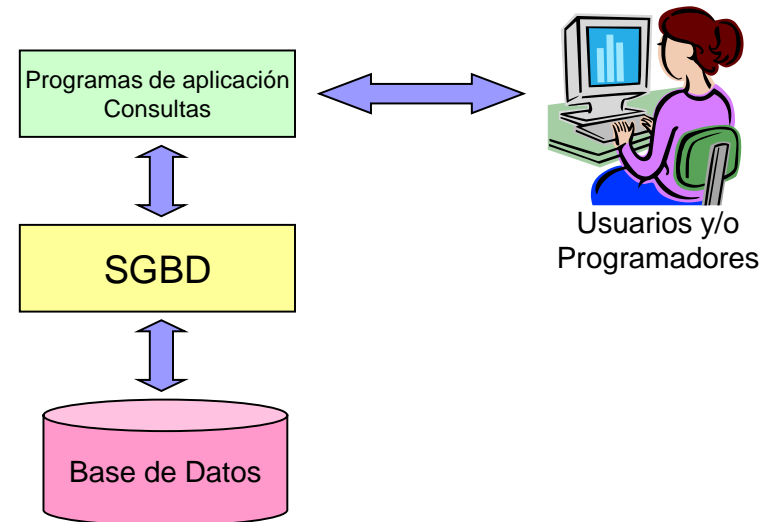 Programas de aplicación
Consultas
Usuarios y/o
Programadores
SGBD
Base de Datos